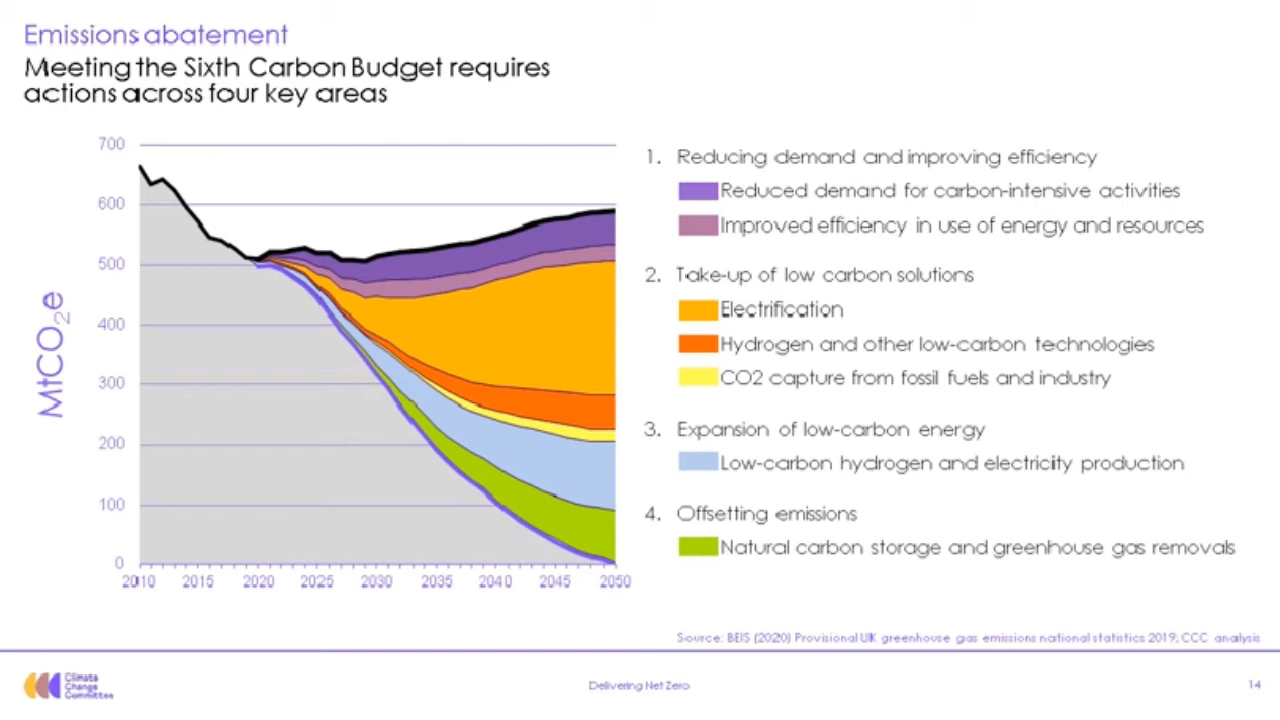 Emissions abatement
Meeting the Sixth Carbon Budget requires
actions across four key areas
700
600
500
400
300
200
100
0
MtCO₂e
2010 2015 2020 2025 2030 2035 2040 2045 2050
1. Reducing demand and improving efficiency
Reduced demand for carbon-intensive activities
Improved efficiency in use of energy and resources
2. Take-up of low carbon solutions
Electrification
Hydrogen and other low-carbon technologies
CO2 capture from fossil fuels and industry
3. Expansion of low-carbon energy
Low-carbon hydrogen and electricity production
4. Offsetting emissions
Natural carbon storage and greenhouse gas removals
Source: BEIS (2020) Provisional UK greenhouse gas emissions national statistics 2019; CCC analysis
Climate
Change
Committee
Delivering Net Zero
14